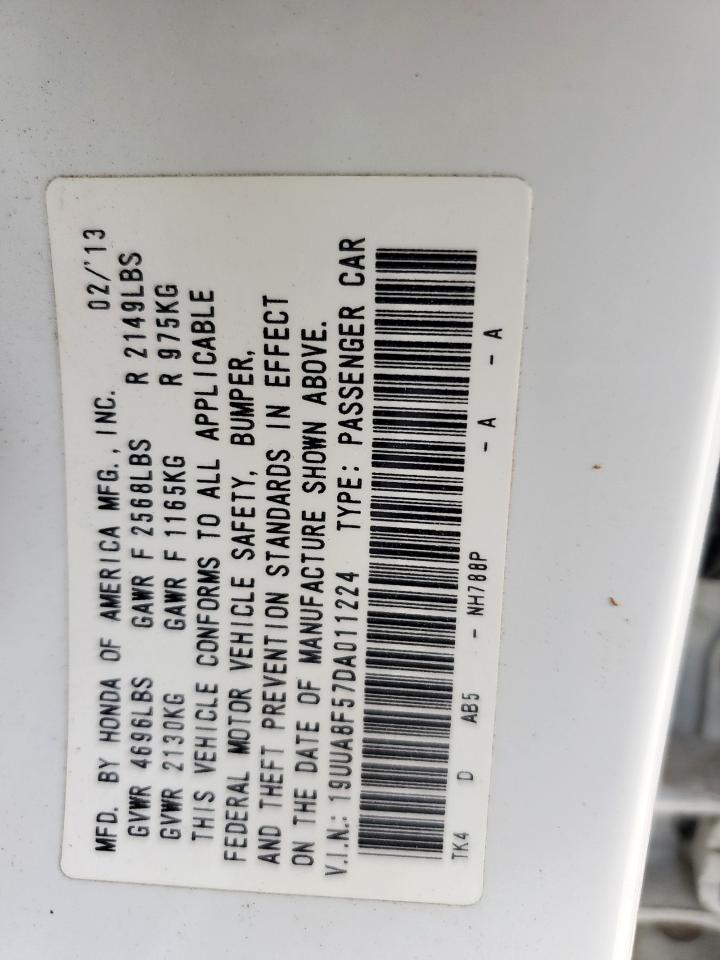 MFD. BY HONDA OF AMERICA MFG., INC. 02/'13
GVWR 4696LBS GAWR F 2568LBS R 2149LBS
GVWR 2130KG GAWR F 1165KG R 975KG
THIS VEHICLE CONFORMS TO ALL APPLICABLE
FEDERAL MOTOR VEHICLE SAFETY, BUMPER,
AND THEFT PREVENTION STANDARDS IN EFFECT
ON THE DATE OF MANUFACTURE SHOWN ABOVE.
V.I.N.: 19UUA8F57DA011224 TYPE: PASSENGER CAR
TK4 D AB5 - NH788P - A - A